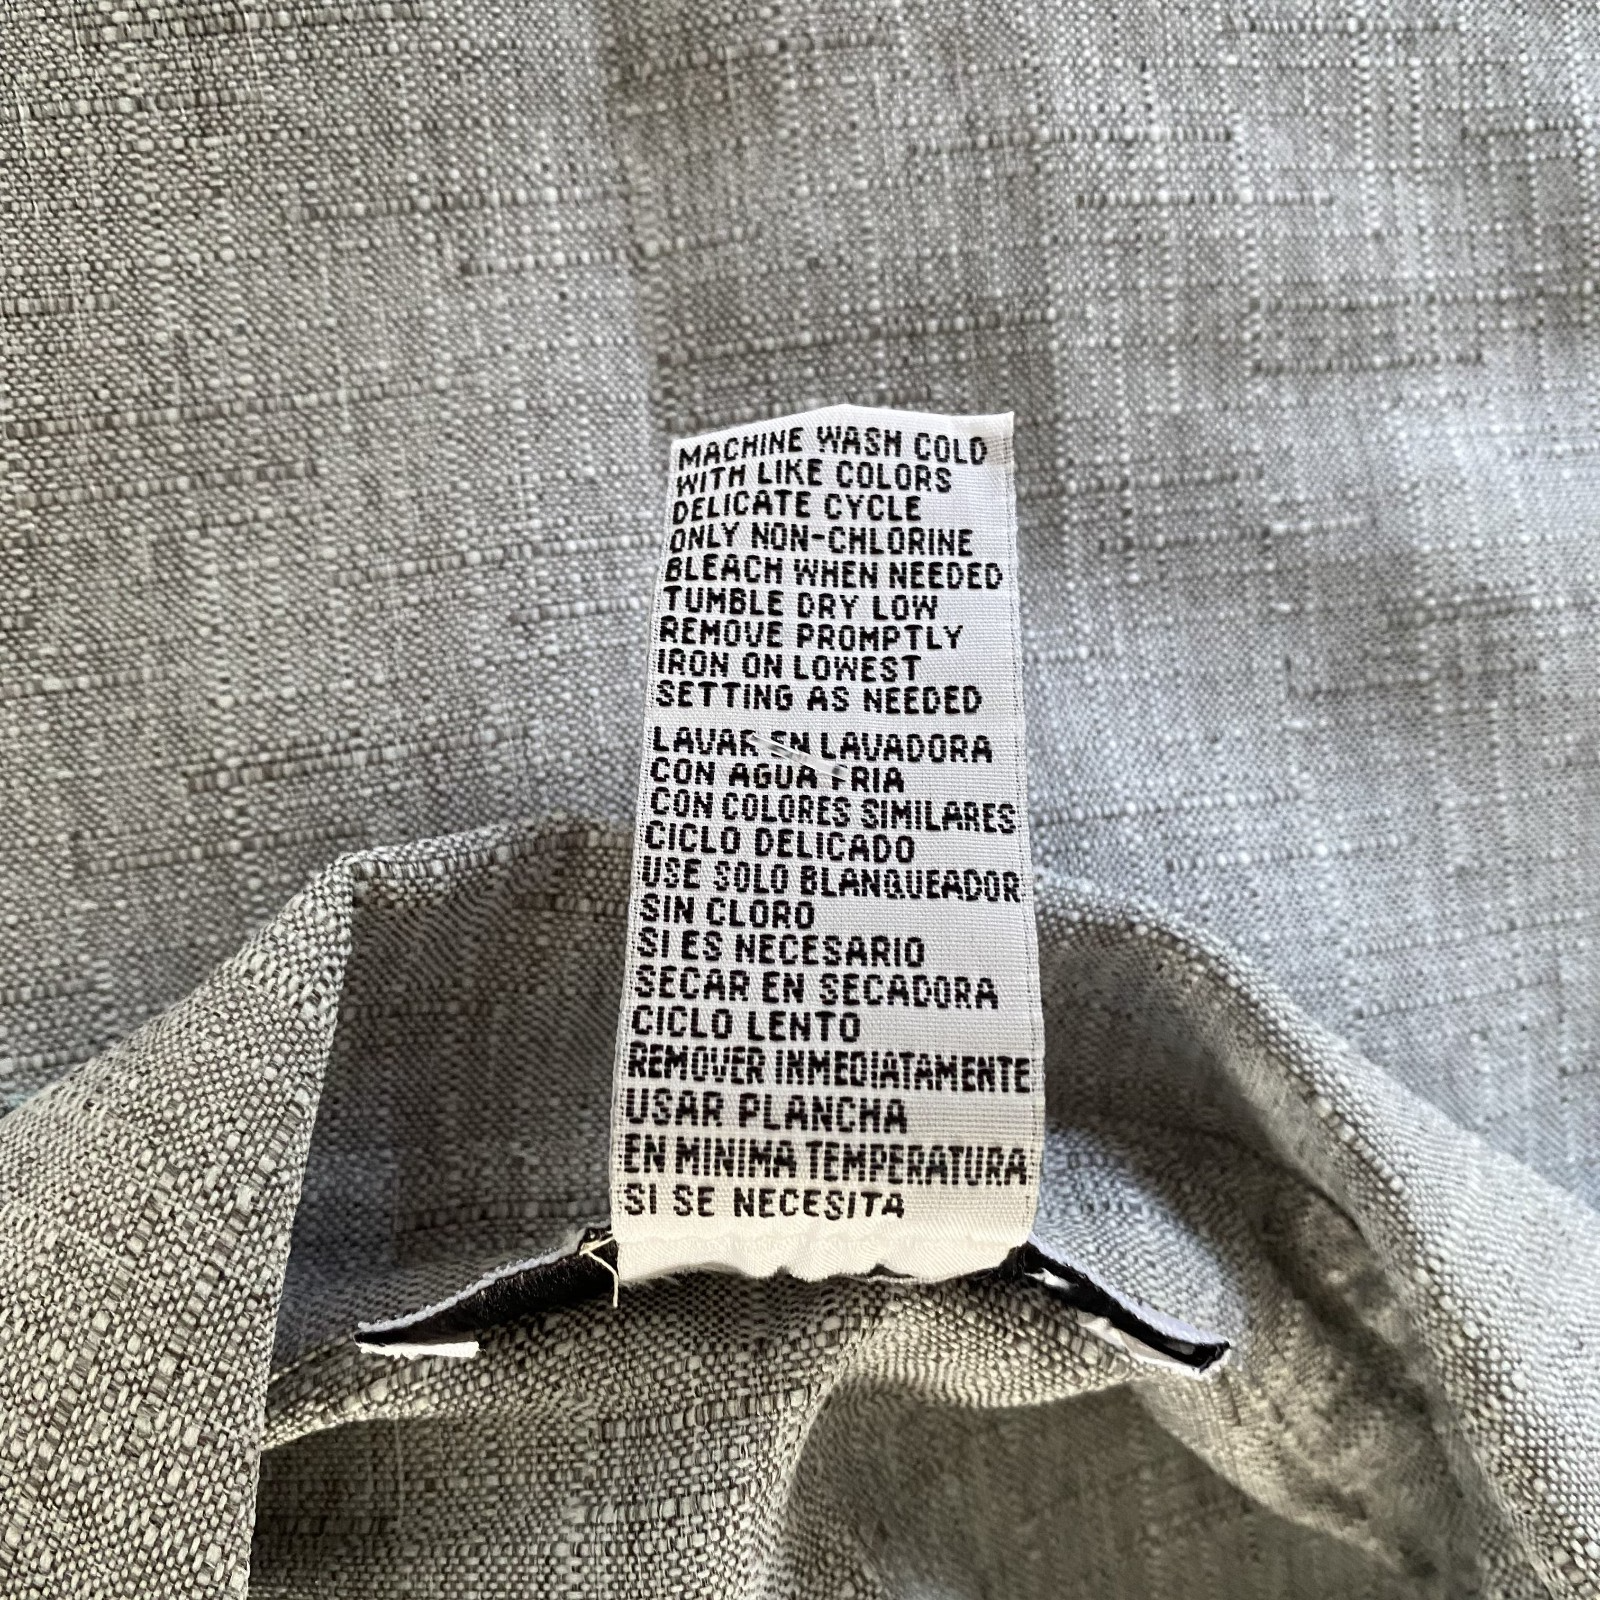 MACHINE WASH COLD
WITH LIKE COLORS
DELICATE CYCLE
ONLY NON-CHLORINE
BLEACH WHEN NEEDED
TUMBLE DRY LOW
REMOVE PROMPTLY
IRON ON LOWEST
SETTING AS NEEDED
LAVAR EN LAVADORA
CON AGUA FRIA
CON COLORES SIMILARES
CICLO DELICADO
USE SOLO BLANQUEADOR
SIN CLORO
SI ES NECESARIO
SECAR EN SECADORA
CICLO LENTO
REMOVER INMEDIATAMENTE
USAR PLANCHA
EN MINIMA TEMPERATURA
SI SE NECESITA